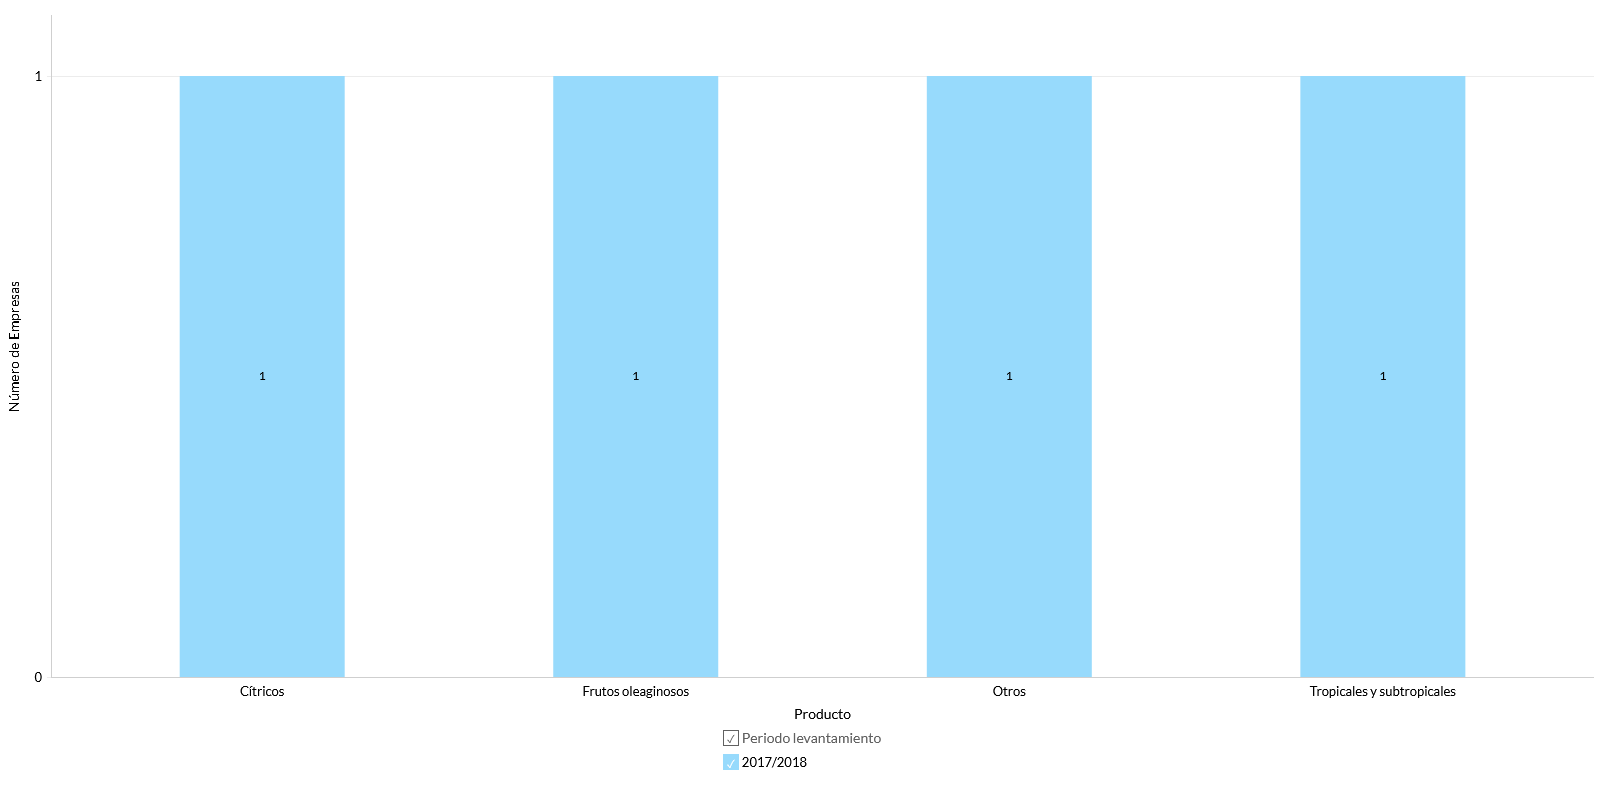 Número de Empresas
1
0
1
1
1
1
Cítricos
Frutos oleaginosos
Otros
Tropicales y subtropicales
Producto
Periodo levantamiento
2017/2018